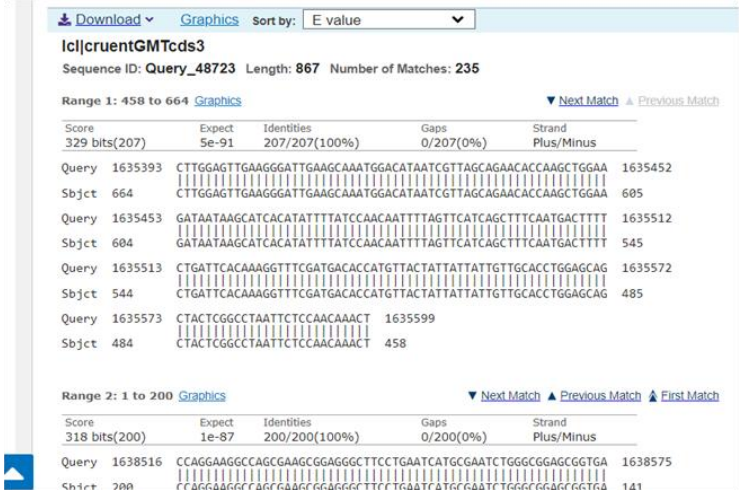 Download Graphics Sort by: E value
lcl|cruentGMTcds3
Sequence ID: Query_48723 Length: 867 Number of Matches: 235
Range 1: 458 to 664 Graphics ▼ Next Match ▲ Previous Match
Score Expect Identities Gaps Strand
329 bits(207) 5e-91 207/207(100%) 0/207(0%) Plus/Minus
Query 1635393 CTTGGAGTTGAAGGGATTGAAGCAAATGGACATAATCGTTAGCAGAACACCAAGCTGGAA 1635452
Sbjct 664 CTTGGAGTTGAAGGGATTGAAGCAAATGGACATAATCGTTAGCAGAACACCAAGCTGGAA 605
Query 1635453 GATAATAAGCATCACATATTTTATCCAACAATTTTAGTTCATCAGCTTTCAATGACTTTT 1635512
Sbjct 604 GATAATAAGCATCACATATTTTATCCAACAATTTTAGTTCATCAGCTTTCAATGACTTTT 545
Query 1635513 CTGATTCACAAAGGTTTCGATGACACCATGTTACTATTATTATTGTTGCACCTGGAGCAG 1635572
Sbjct 544 CTGATTCACAAAGGTTTCGATGACACCATGTTACTATTATTATTGTTGCACCTGGAGCAG 485
Query 1635573 CTACTCGGCCTAATTCTCCAACAAACT 1635599
Sbjct 484 CTACTCGGCCTAATTCTCCAACAAACT 458
Range 2: 1 to 200 Graphics ▼ Next Match ▲ Previous Match First Match
Score Expect Identities Gaps Strand
318 bits(200) 1e-87 200/200(100%) 0/200(0%) Plus/Minus
Query 1638516 CCAGGAAGGCCAGCGAAGCGGAGGGCTTCCTGAATCATGCGAATCTGGGCGGAGCGGTGA 1638575
Sbjct 200 CCAGGAAGGCCAGCGAAGCGGAGGGCTTCCTGAATCATGCGAATCTGGGCGGAGCGGTGA 141